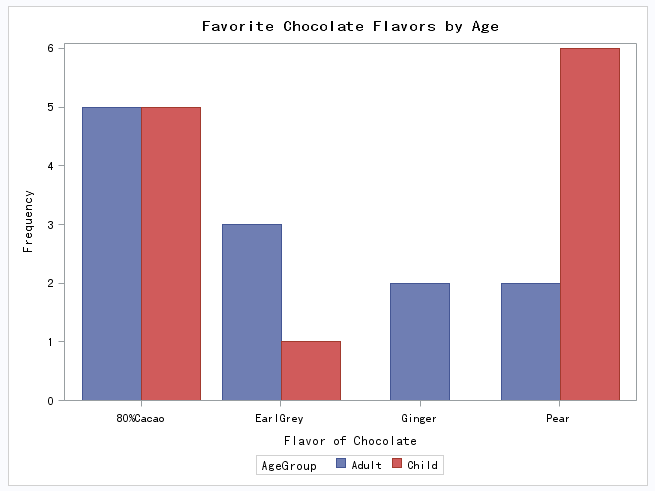 Favorite Chocolate Flavors by Age
6
5
4
3
2
1
0
Frequency
80%Cacao EarlGrey Ginger Pear
Flavor of Chocolate
AgeGroup Adult Child